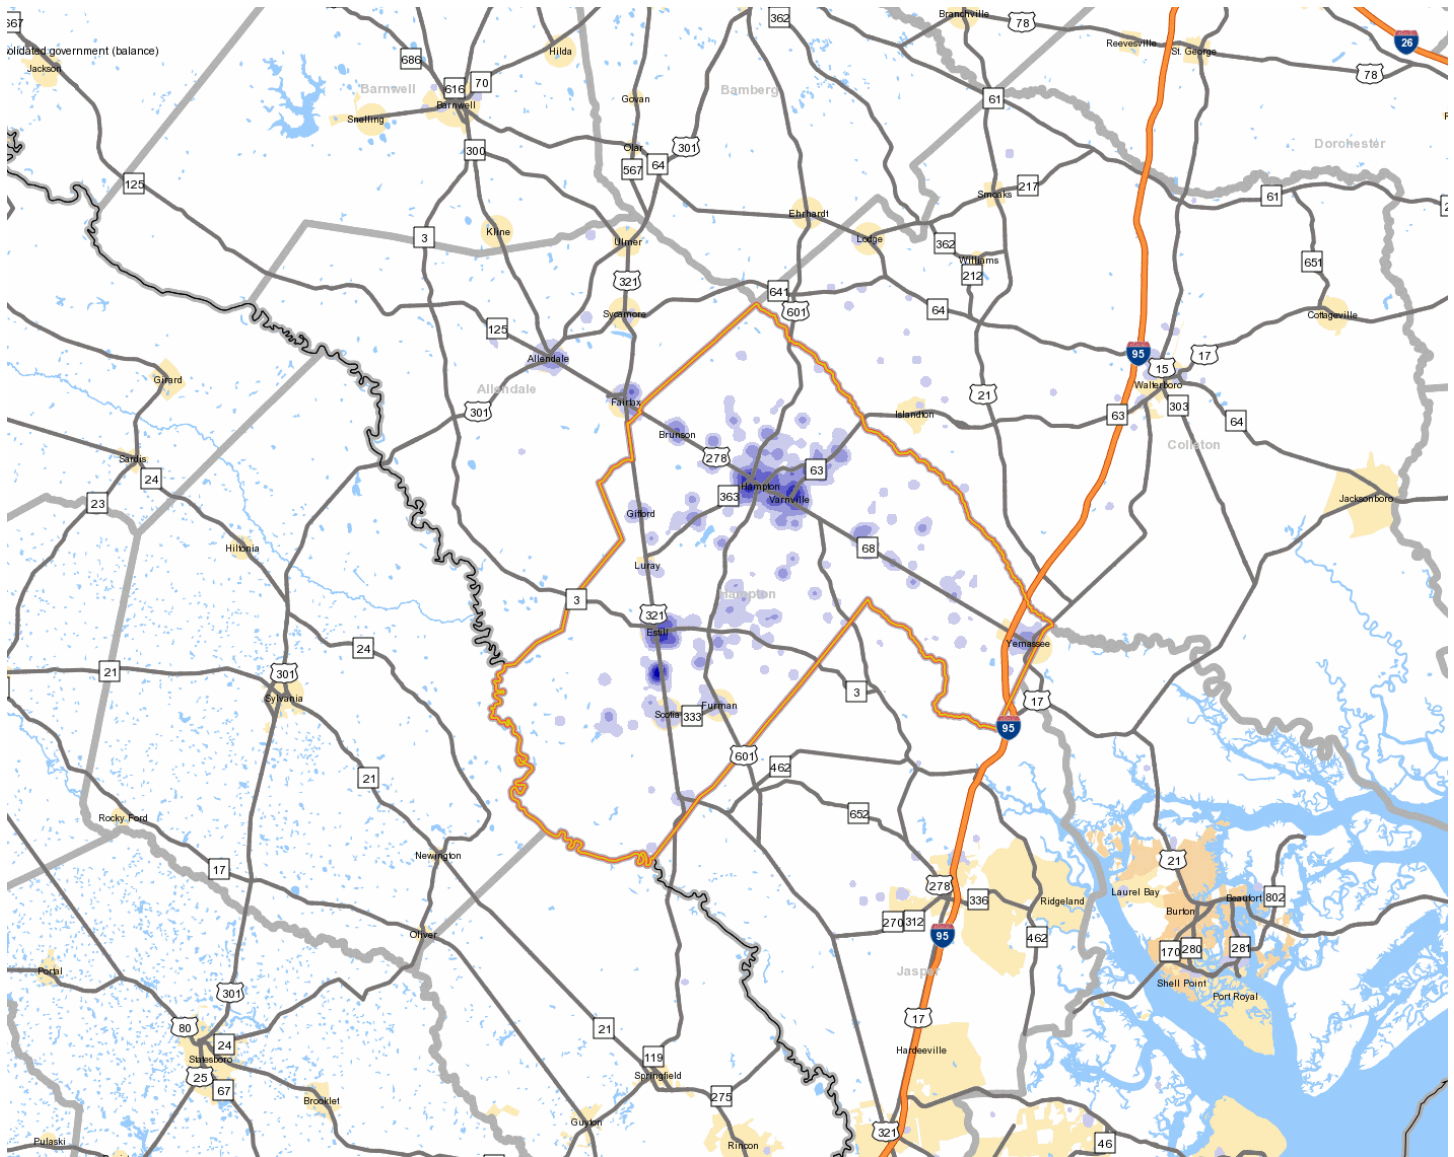 Branchville
362
78
667
Reevesville
St. George
26
olidated government (balance)
Hilda
686
Jackson
78
70
616
Barnwell
Bamberg
Govan
61
Barnwell
Snelling
Dorchester
301
Olar
300
64
567
125
217
Smoaks
61
Ehrhardt
Kline
3
Lodge
Ulmer
362
Williams
651
212
321
641
64
601
Sycamore
Cottageville
125
95
17
Allendale
15
Girard
Walterboro
Allendale
21
Fairfax
303
301
Islandton
63
64
Brunson
Colleton
278
Sardis
63
24
Hampton
363
Varnville
Jacksonboro
23
Gifford
Hiltonia
68
Luray
Hampton
3
321
Estill
Yemassee
24
21
301
3
Sylvania
17
Furman
Scotia
333
95
601
462
21
652
Rocky Ford
Newington
21
17
278
Laurel Bay
336
Ridgeland
Beaufort
802
Burton
270
312
Oliver
95
462
281
280
170
Jasper
Portal
Shell Point
301
Port Royal
17
80
21
24
Hardeeville
119
Statesboro
Springfield
25
67
275
Brooklet
Guyton
321
Pulaski
46
Rincon